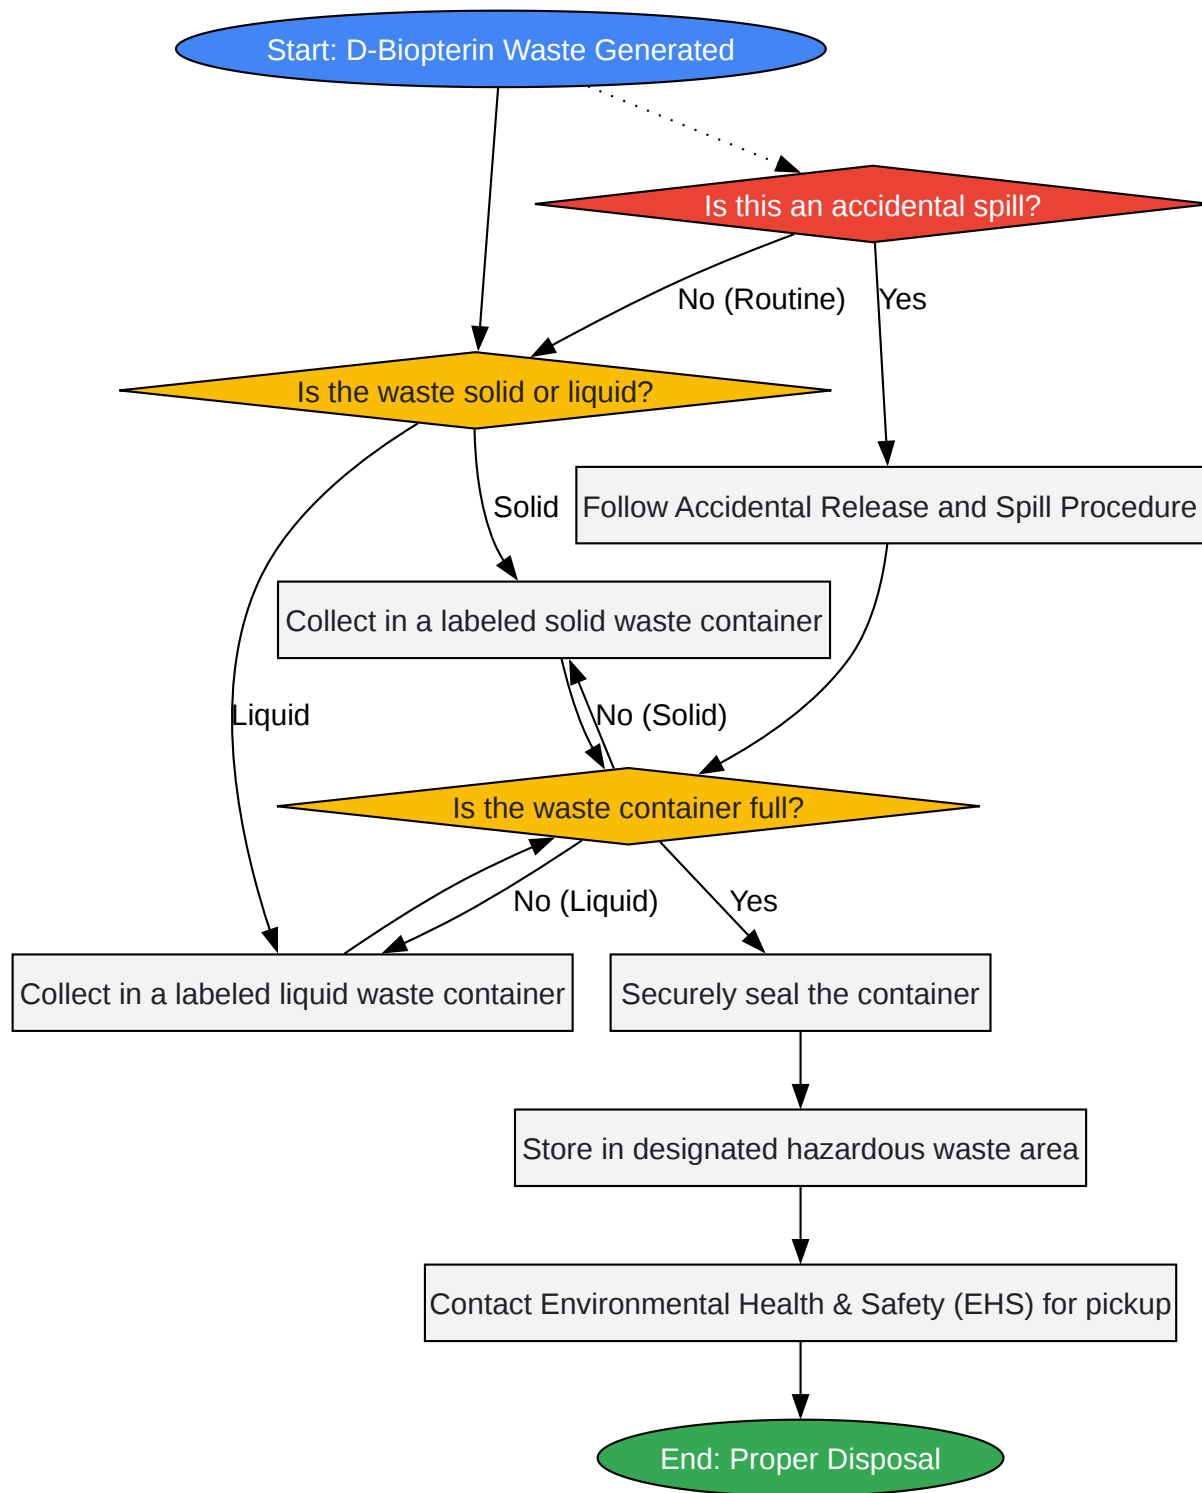 Start: D-Biopterin Waste Generated
Is this an accidental spill?
No (Routine)
Yes
Is the waste solid or liquid?
Solid
Follow Accidental Release and Spill Procedure
Collect in a labeled solid waste container
Liquid
No (Solid)
Is the waste container full?
No (Liquid)
Yes
Collect in a labeled liquid waste container
Securely seal the container
Store in designated hazardous waste area
Contact Environmental Health & Safety (EHS) for pickup
End: Proper Disposal